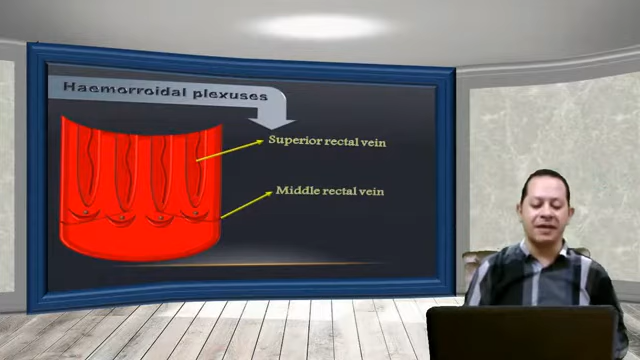 Haemorroidal plexuses
Superior rectal vein
Middle rectal vein